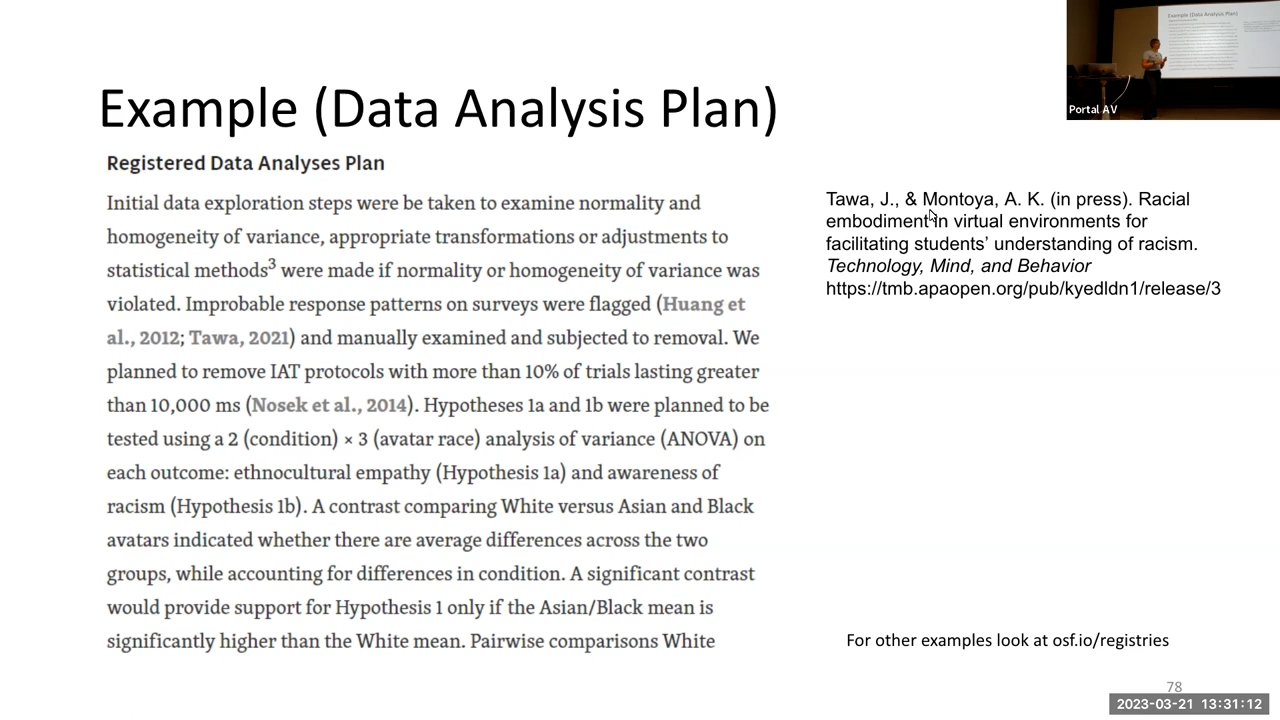 Example (Data Analysis Plan)
Portal AV
Example (Data Analysis Plan)
Registered Data Analyses Plan
Initial data exploration steps were be taken to examine normality and
homogeneity of variance, appropriate transformations or adjustments to
statistical methods³ were made if normality or homogeneity of variance was
violated. Improbable response patterns on surveys were flagged (Huang et
al., 2012; Tawa, 2021) and manually examined and subjected to removal. We
planned to remove IAT protocols with more than 10% of trials lasting greater
than 10,000 ms (Nosek et al., 2014). Hypotheses 1a and 1b were planned to be
tested using a 2 (condition) × 3 (avatar race) analysis of variance (ANOVA) on
each outcome: ethnocultural empathy (Hypothesis 1a) and awareness of
racism (Hypothesis 1b). A contrast comparing White versus Asian and Black
avatars indicated whether there are average differences across the two
groups, while accounting for differences in condition. A significant contrast
would provide support for Hypothesis 1 only if the Asian/Black mean is
significantly higher than the White mean. Pairwise comparisons White
Tawa, J., & Montoya, A. K. (in press). Racial
embodiment in virtual environments for
facilitating students’ understanding of racism.
Technology, Mind, and Behavior
https://tmb.apaopen.org/pub/kyedldn1/release/3
For other examples look at osf.io/registries
78
2023-03-21 13:31:12